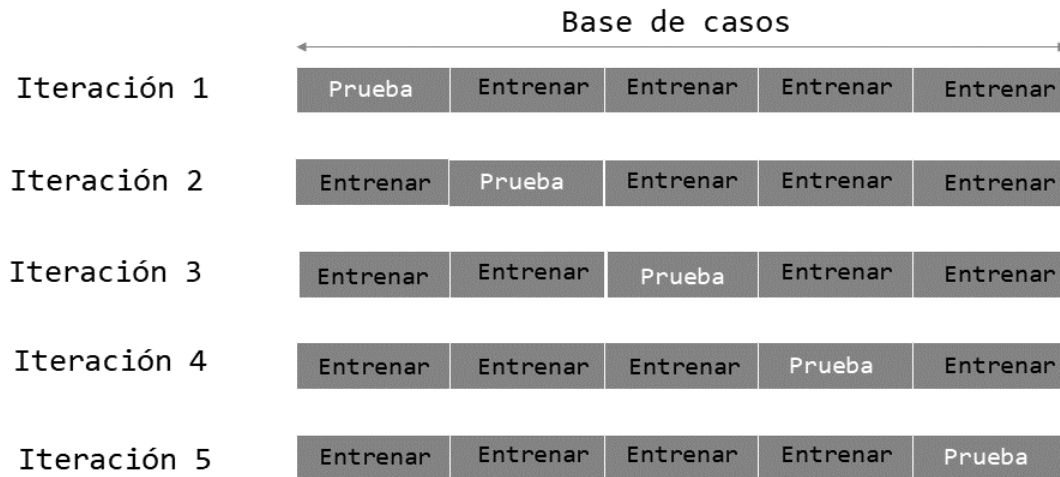 Base de casos
Iteración 1 Prueba Entrenar Entrenar Entrenar Entrenar
Iteración 2 Entrenar Prueba Entrenar Entrenar Entrenar
Iteración 3 Entrenar Entrenar Prueba Entrenar Entrenar
Iteración 4 Entrenar Entrenar Entrenar Prueba Entrenar
Iteración 5 Entrenar Entrenar Entrenar Entrenar Prueba